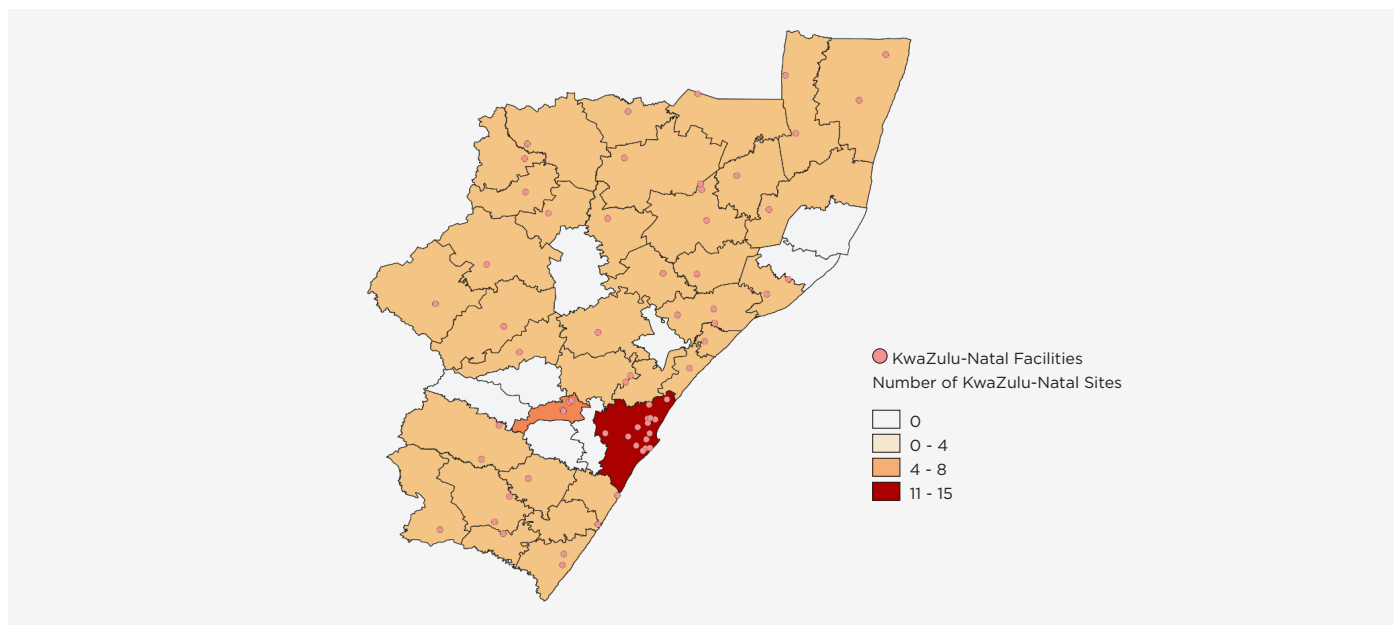 KwaZulu-Natal Facilities
Number of KwaZulu-Natal Sites
0
0 - 4
4 - 8
11 - 15